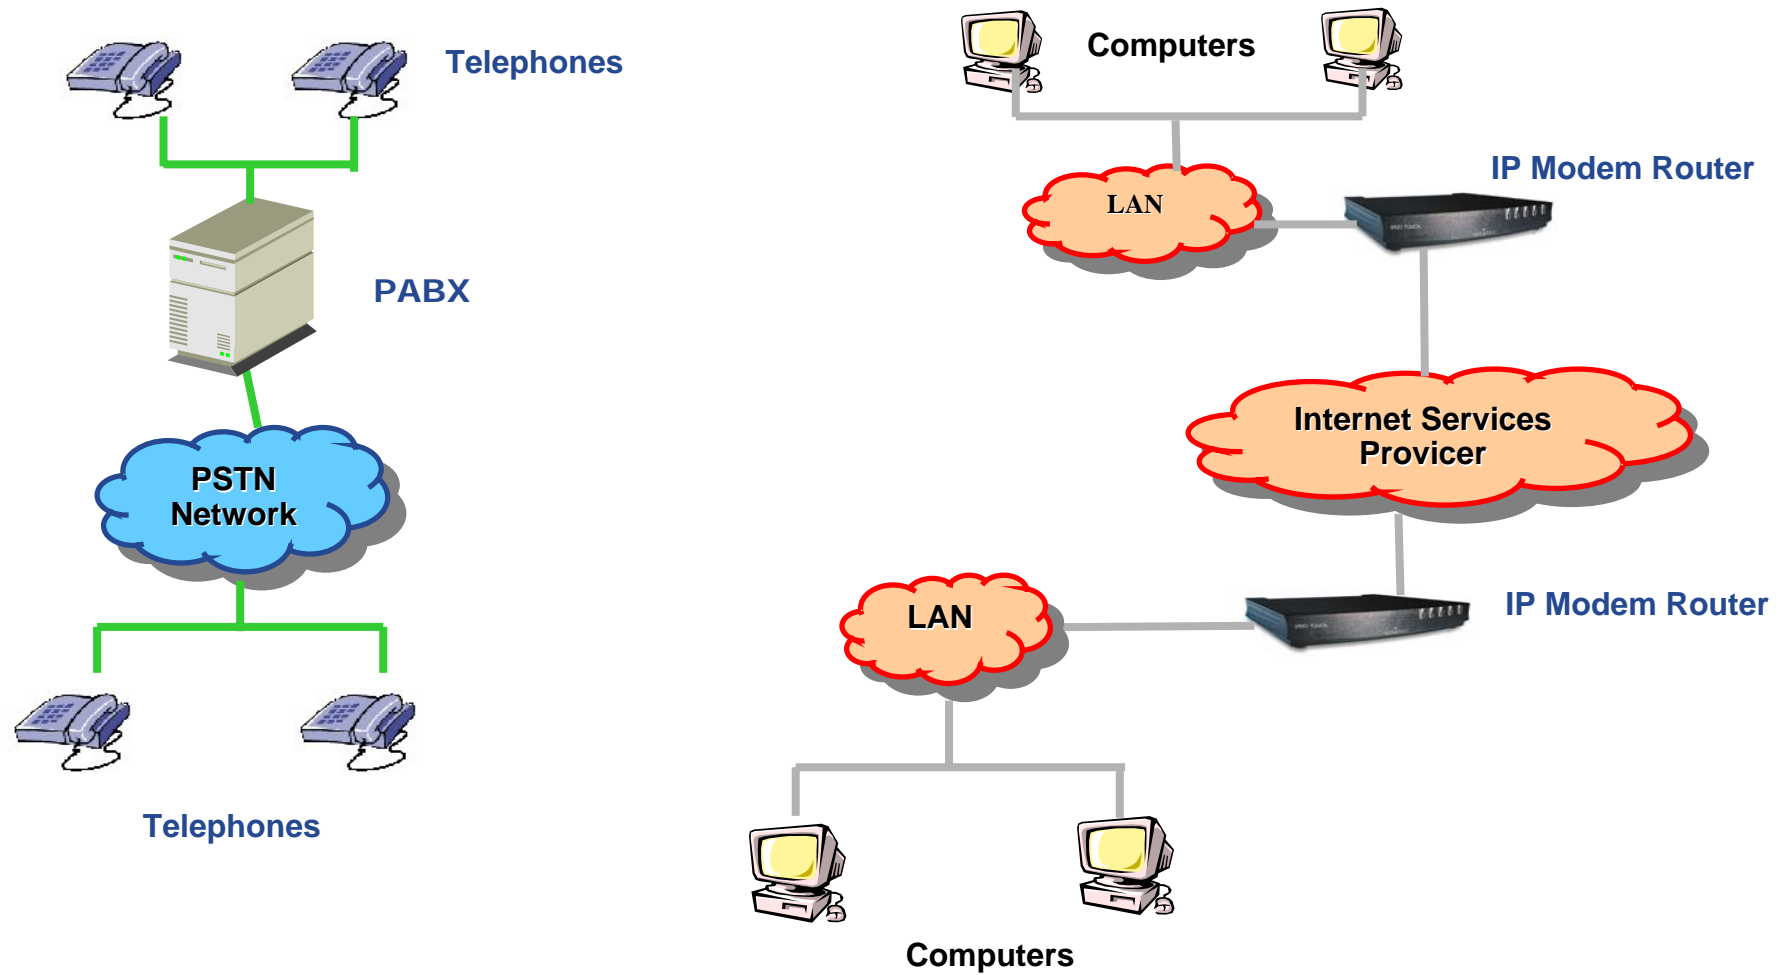 Telephones
PABX
PSTN
Network
Telephones
Computers
LAN
IP Modem Router
Internet Services
Provicer
LAN
IP Modem Router
Computers